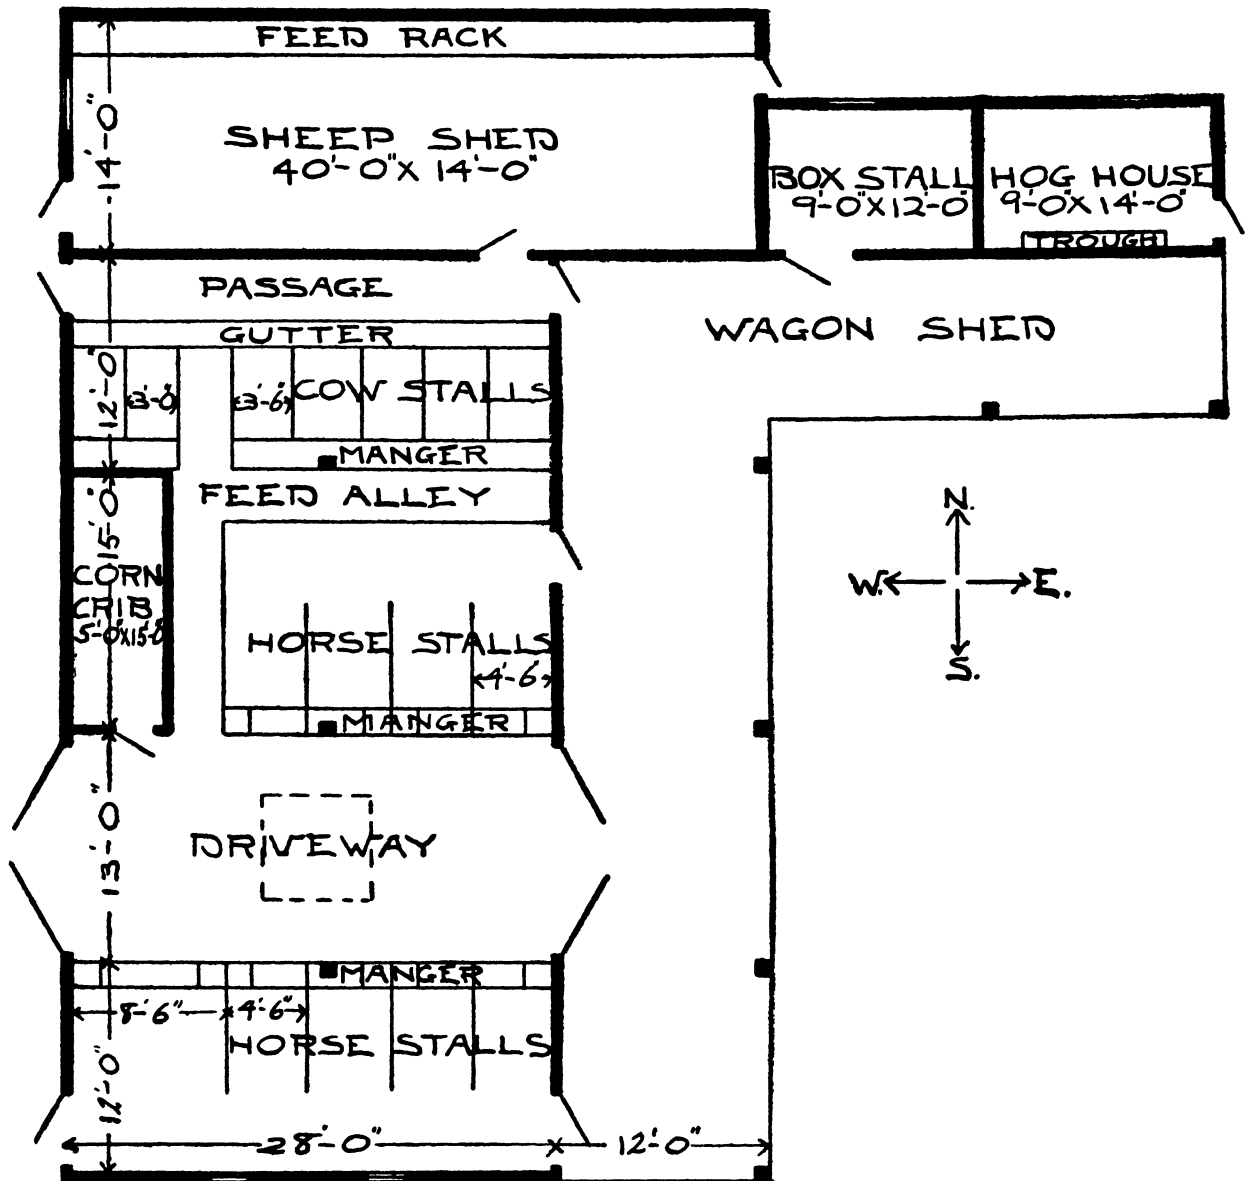 FEED RACK
14'-0"
SHEEP SHED
40'-0" X 14'-0"
BOX STALL
9'-0" X 12'-0"
HOG HOUSE
9'-0" X 14'-0"
TROUGH
PASSAGE
GUTTER
WAGON SHED
12'-0"
3'-0"
3'-6"
COW STALLS
MANGER
FEED ALLEY
15'-0"
CORN
CRIB
5'-0" X 15'-0"
HORSE STALLS
4'-6"
MANGER
N.
W.
E.
S.
13'-0"
DRIVEWAY
MANGER
8'-6"
4'-6"
HORSE STALLS
12'-0"
28'-0"
12'-0"